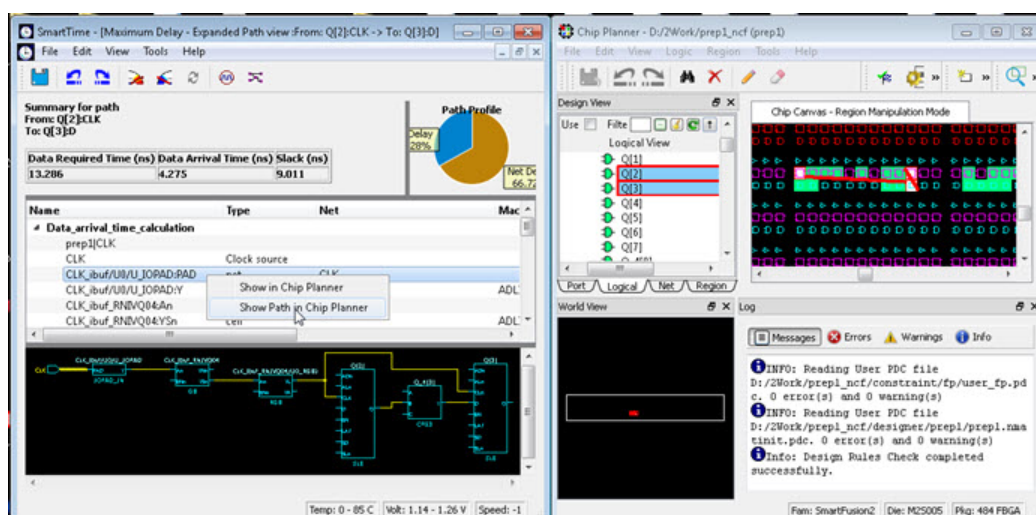 SmartTime - [Maximum Delay - Expanded Path view :From: Q[2]:CLK -> To: Q[3]:D]
File Edit View Tools Help
Summary for path
From: Q[2]:CLK
To: Q[3]:D
Data Required Time (ns) Data Arrival Time (ns) Slack (ns)
13.286 4.275 9.011
Path Profile
Delay
28%
Net De
66.72
Name Type Net Mac
Data_arrival_time_calculation
prep1|CLK
CLK Clock source
CLK_ibuf/U0/U_IOPAD:PAD net CLK
CLK_ibuf/U0/U_IOPAD:Y ADL
CLK_ibuf_RNIVQ04:An
CLK_ibuf_RNIVQ04:YSn cell ADL
Show in Chip Planner
Show Path in Chip Planner
CLK
Q[2]
Q[3]
Temp: 0 - 85 C Volt: 1.14 - 1.26 V Speed: -1
Chip Planner - D:/2Work/prep1_ncf (prep1)
File Edit View Logic Region Tools Help
Design View
Use Filte
Logical View
Q[1]
Q[2]
Q[3]
Q[4]
Q[5]
Q[6]
Q[7]
Port Logical Net Region
Chip Canvas - Region Manipulation Mode
World View
Log
Messages Errors Warnings Info
INFO: Reading User PDC file
D:/2Work/prep1_ncf/constraint/fp/user_fp.pd
c. 0 error(s) and 0 warning(s)
INFO: Reading User PDC file
D:/2Work/prep1_ncf/designer/prep1/prep1.nma
tinit.pdc. 0 error(s) and 0 warning(s)
Info: Design Rules Check completed
successfully.
Fam: SmartFusion2 Die: M2S005 Pkg: 484 FBGA